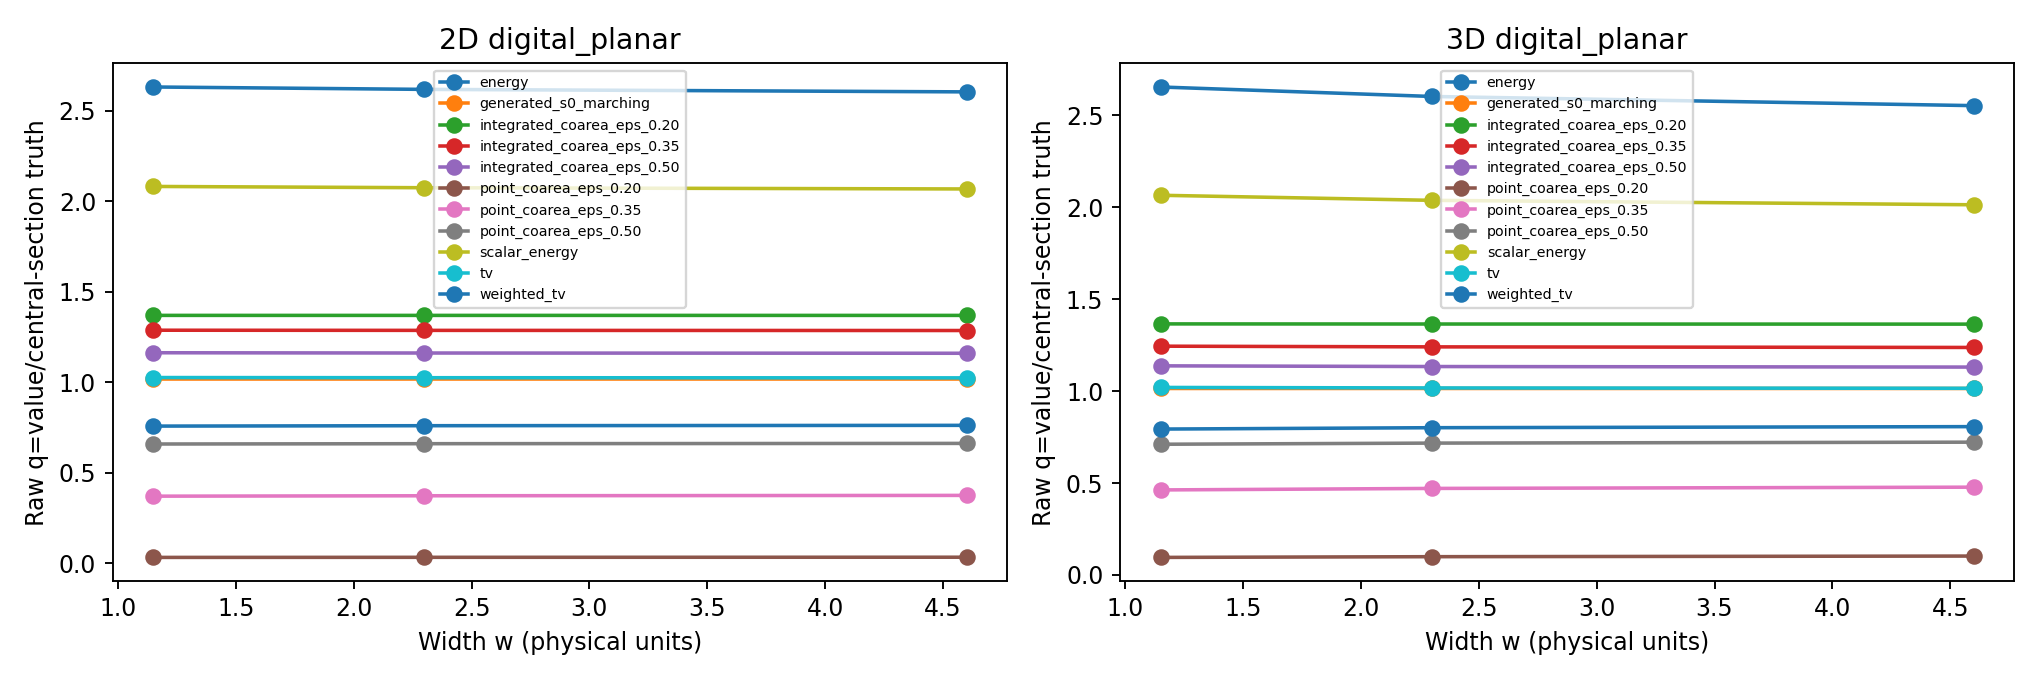 2D digital_planar
Raw q=value/central-section truth
2.5
2.0
1.5
1.0
0.5
0.0
energy
generated_s0_marching
integrated_coarea_eps_0.20
integrated_coarea_eps_0.35
integrated_coarea_eps_0.50
point_coarea_eps_0.20
point_coarea_eps_0.35
point_coarea_eps_0.50
scalar_energy
tv
weighted_tv
1.0 1.5 2.0 2.5 3.0 3.5 4.0 4.5
Width w (physical units)
3D digital_planar
Raw q=value/central-section truth
2.5
2.0
1.5
1.0
0.5
0.0
energy
generated_s0_marching
integrated_coarea_eps_0.20
integrated_coarea_eps_0.35
integrated_coarea_eps_0.50
point_coarea_eps_0.20
point_coarea_eps_0.35
point_coarea_eps_0.50
scalar_energy
tv
weighted_tv
1.0 1.5 2.0 2.5 3.0 3.5 4.0 4.5
Width w (physical units)